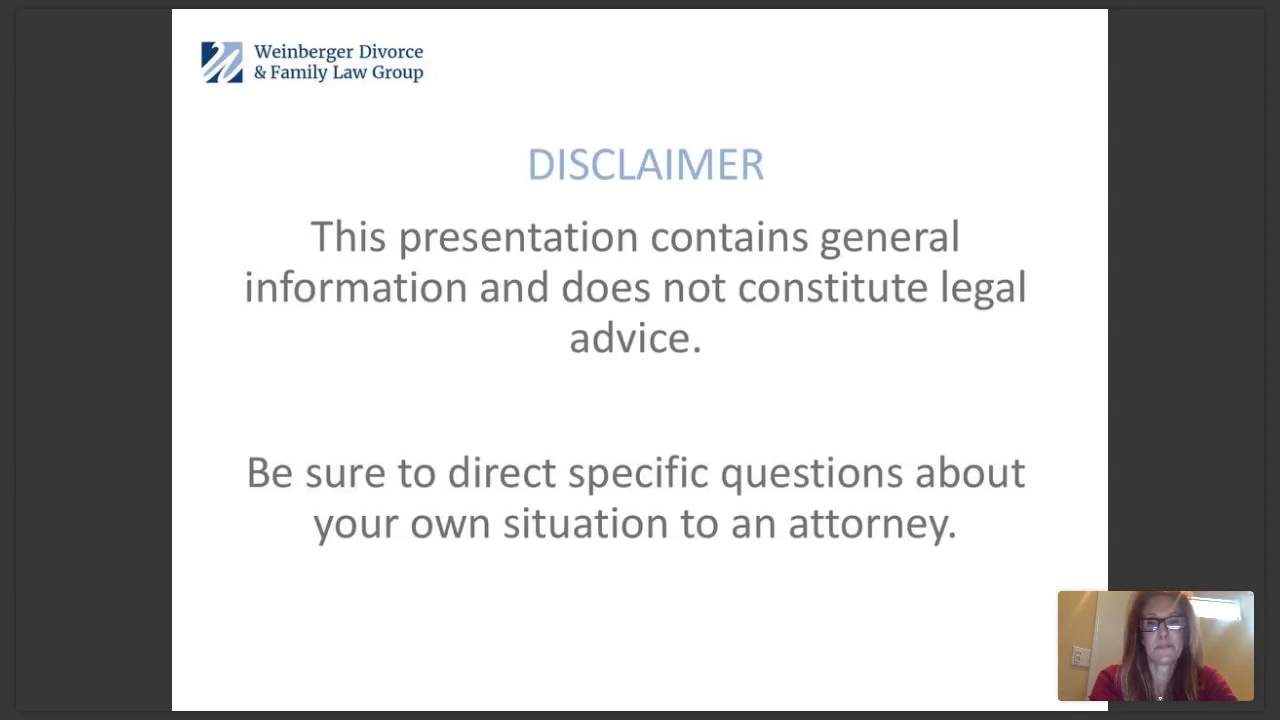 Weinberger Divorce
& Family Law Group
DISCLAIMER
This presentation contains general
information and does not constitute legal
advice.
Be sure to direct specific questions about
your own situation to an attorney.